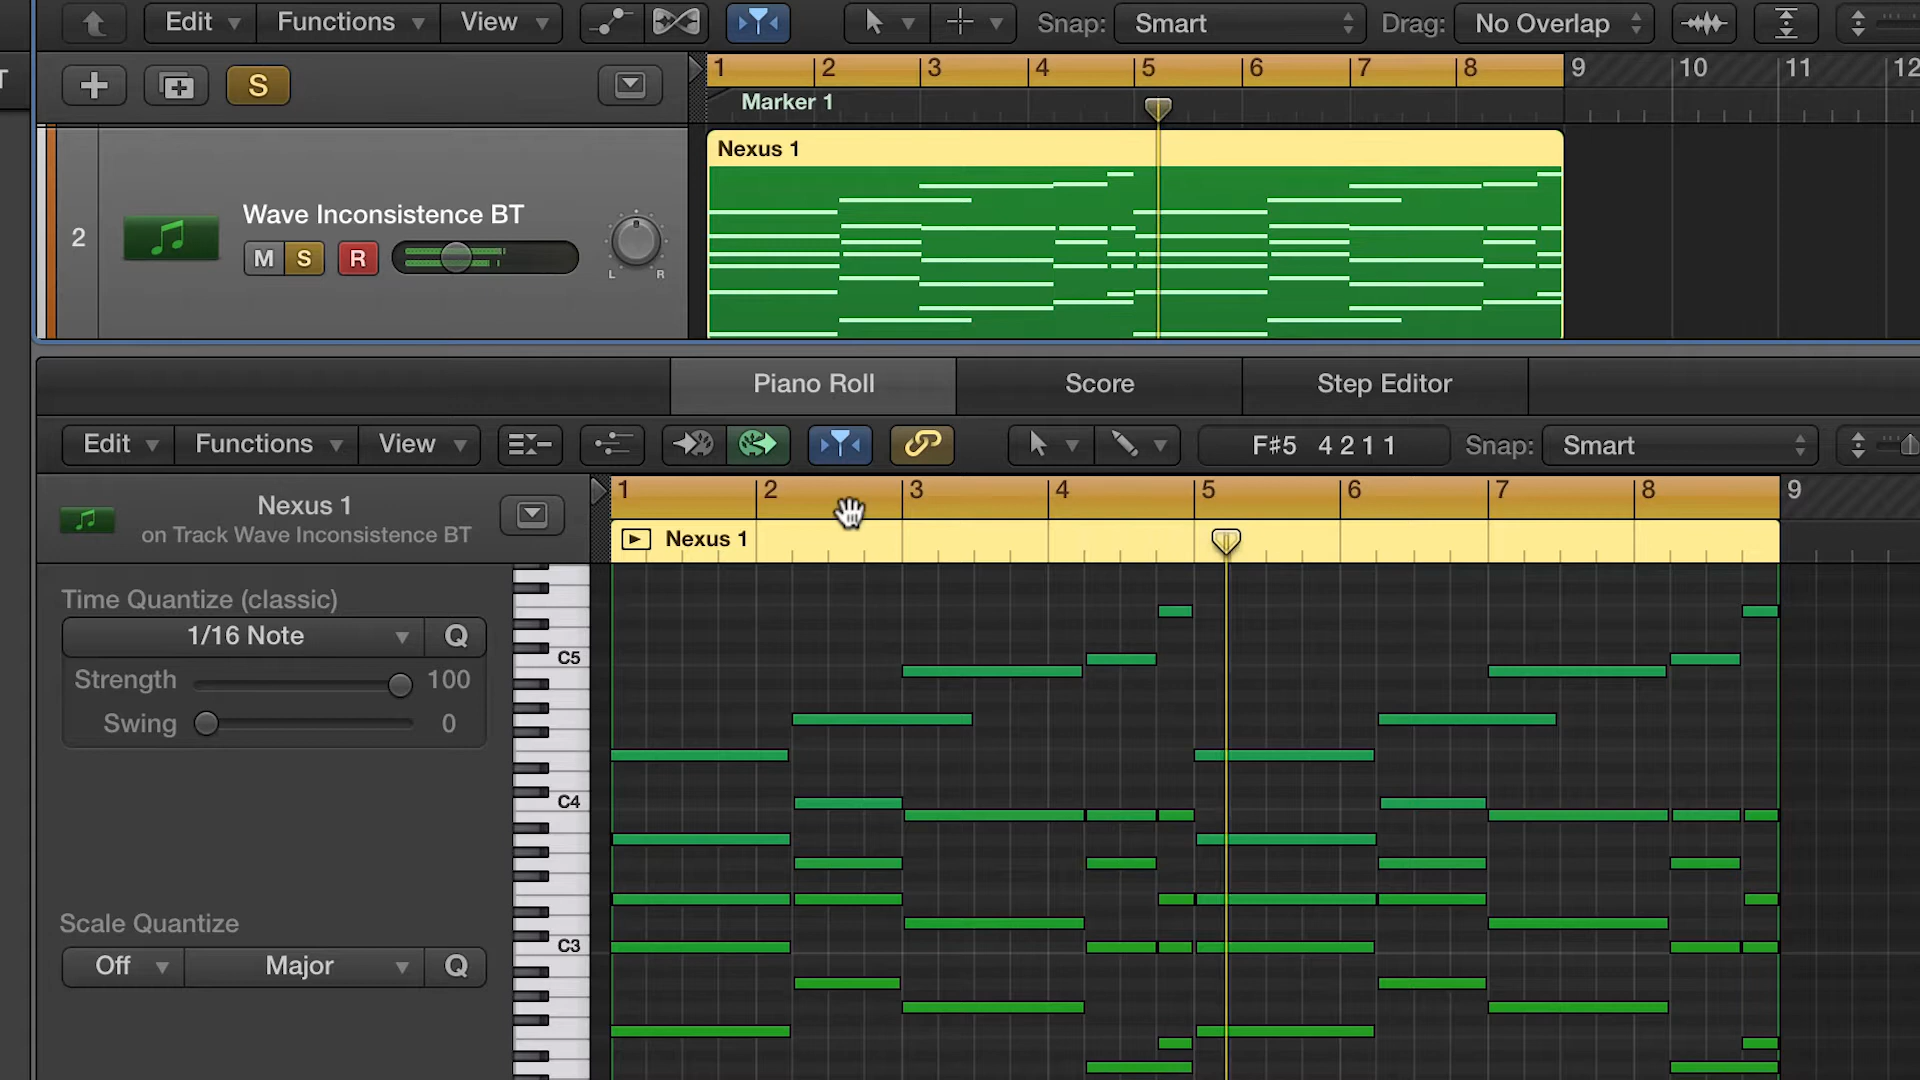 Edit Functions View Snap: Smart Drag: No Overlap
S
1 2 3 4 5 6 7 8 9 10 11 12
Marker 1
Nexus 1
2 Wave Inconsistence BT
M S R L R
Piano Roll Score Step Editor
Edit Functions View F#5 4 2 1 1 Snap: Smart
1 2 3 4 5 6 7 8 9
Nexus 1
on Track Wave Inconsistence BT
Nexus 1
Time Quantize (classic)
1/16 Note Q
Strength 100
Swing 0
C5
C4
Scale Quantize
C3
Off Major Q